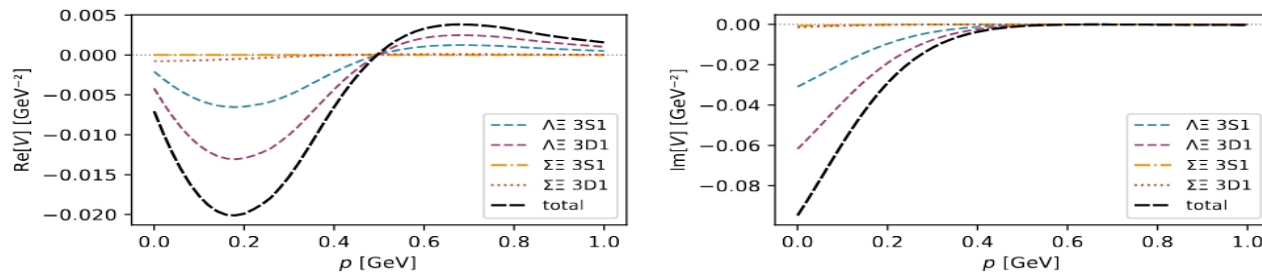 0.005
0.000
−0.005
−0.010
−0.015
−0.020
Re[V] [GeV⁻²]
ΛΞ 3S1
ΛΞ 3D1
ΣΞ 3S1
ΣΞ 3D1
total
0.0 0.2 0.4 0.6 0.8 1.0
p [GeV]
0.00
−0.02
−0.04
−0.06
−0.08
Im[V] [GeV⁻²]
ΛΞ 3S1
ΛΞ 3D1
ΣΞ 3S1
ΣΞ 3D1
total
0.0 0.2 0.4 0.6 0.8 1.0
p [GeV]